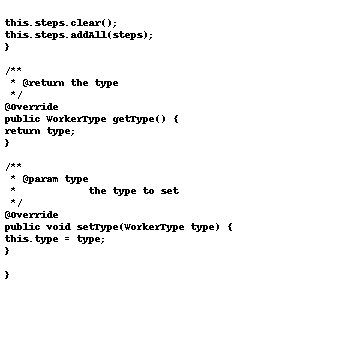 this.steps.clear();
this.steps.addAll(steps);
}

/**
 * @return the type
 */
@Override
public WorkerType getType() {
return type;
}

/**
 * @param type
 *            the type to set
 */
@Override
public void setType(WorkerType type) {
this.type = type;
}

}